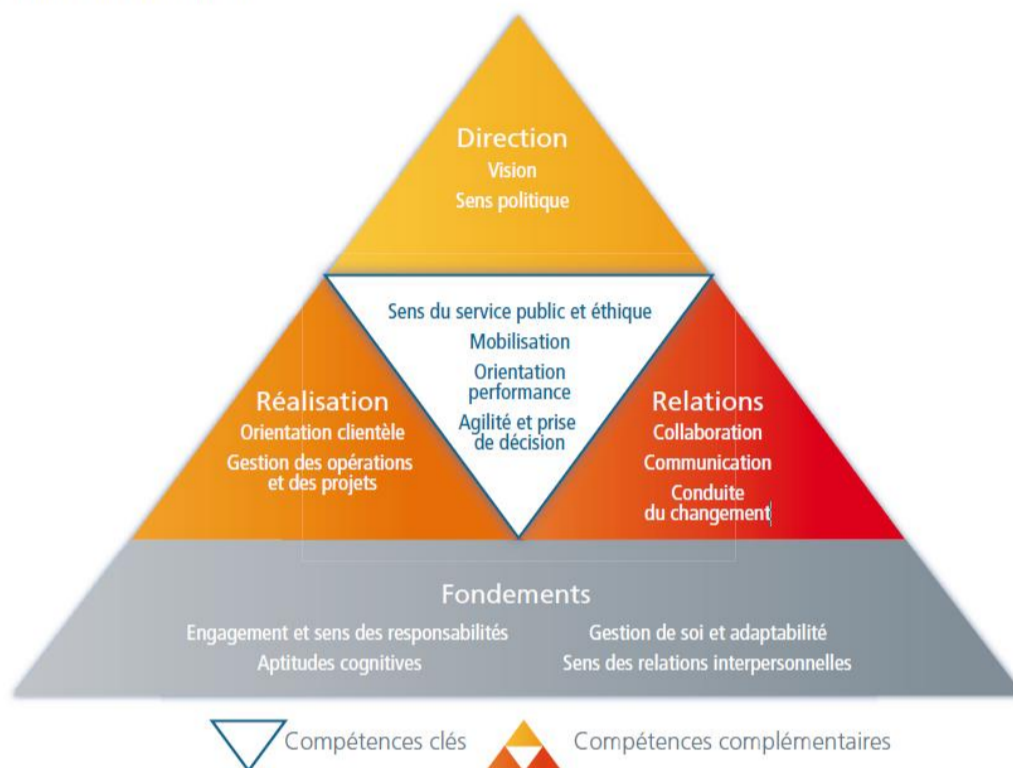 Direction
Vision
Sens politique
Sens du service public et éthique
Mobilisation
Orientation
performance
Agilité et prise
de décision
Réalisation
Orientation clientèle
Gestion des opérations
et des projets
Relations
Collaboration
Communication
Conduite
du changement
Fondements
Engagement et sens des responsabilités
Aptitudes cognitives
Gestion de soi et adaptabilité
Sens des relations interpersonnelles
Compétences clés
Compétences complémentaires